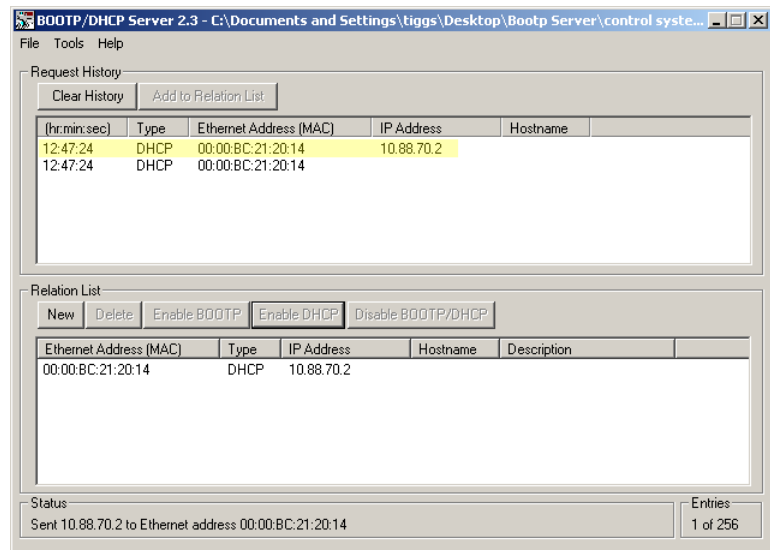 BOOTP/DHCP Server 2.3 - C:\Documents and Settings\tiggs\Desktop\Bootp Server\control syste...
File Tools Help
Request History
Clear History Add to Relation List
(hr:min:sec) Type Ethernet Address (MAC) IP Address Hostname
12:47:24 DHCP 00:00:BC:21:20:14 10.88.70.2
12:47:24 DHCP 00:00:BC:21:20:14
Relation List
New Delete Enable BOOTP Enable DHCP Disable BOOTP/DHCP
Ethernet Address (MAC) Type IP Address Hostname Description
00:00:BC:21:20:14 DHCP 10.88.70.2
Status Entries
Sent 10.88.70.2 to Ethernet address 00:00:BC:21:20:14 1 of 256